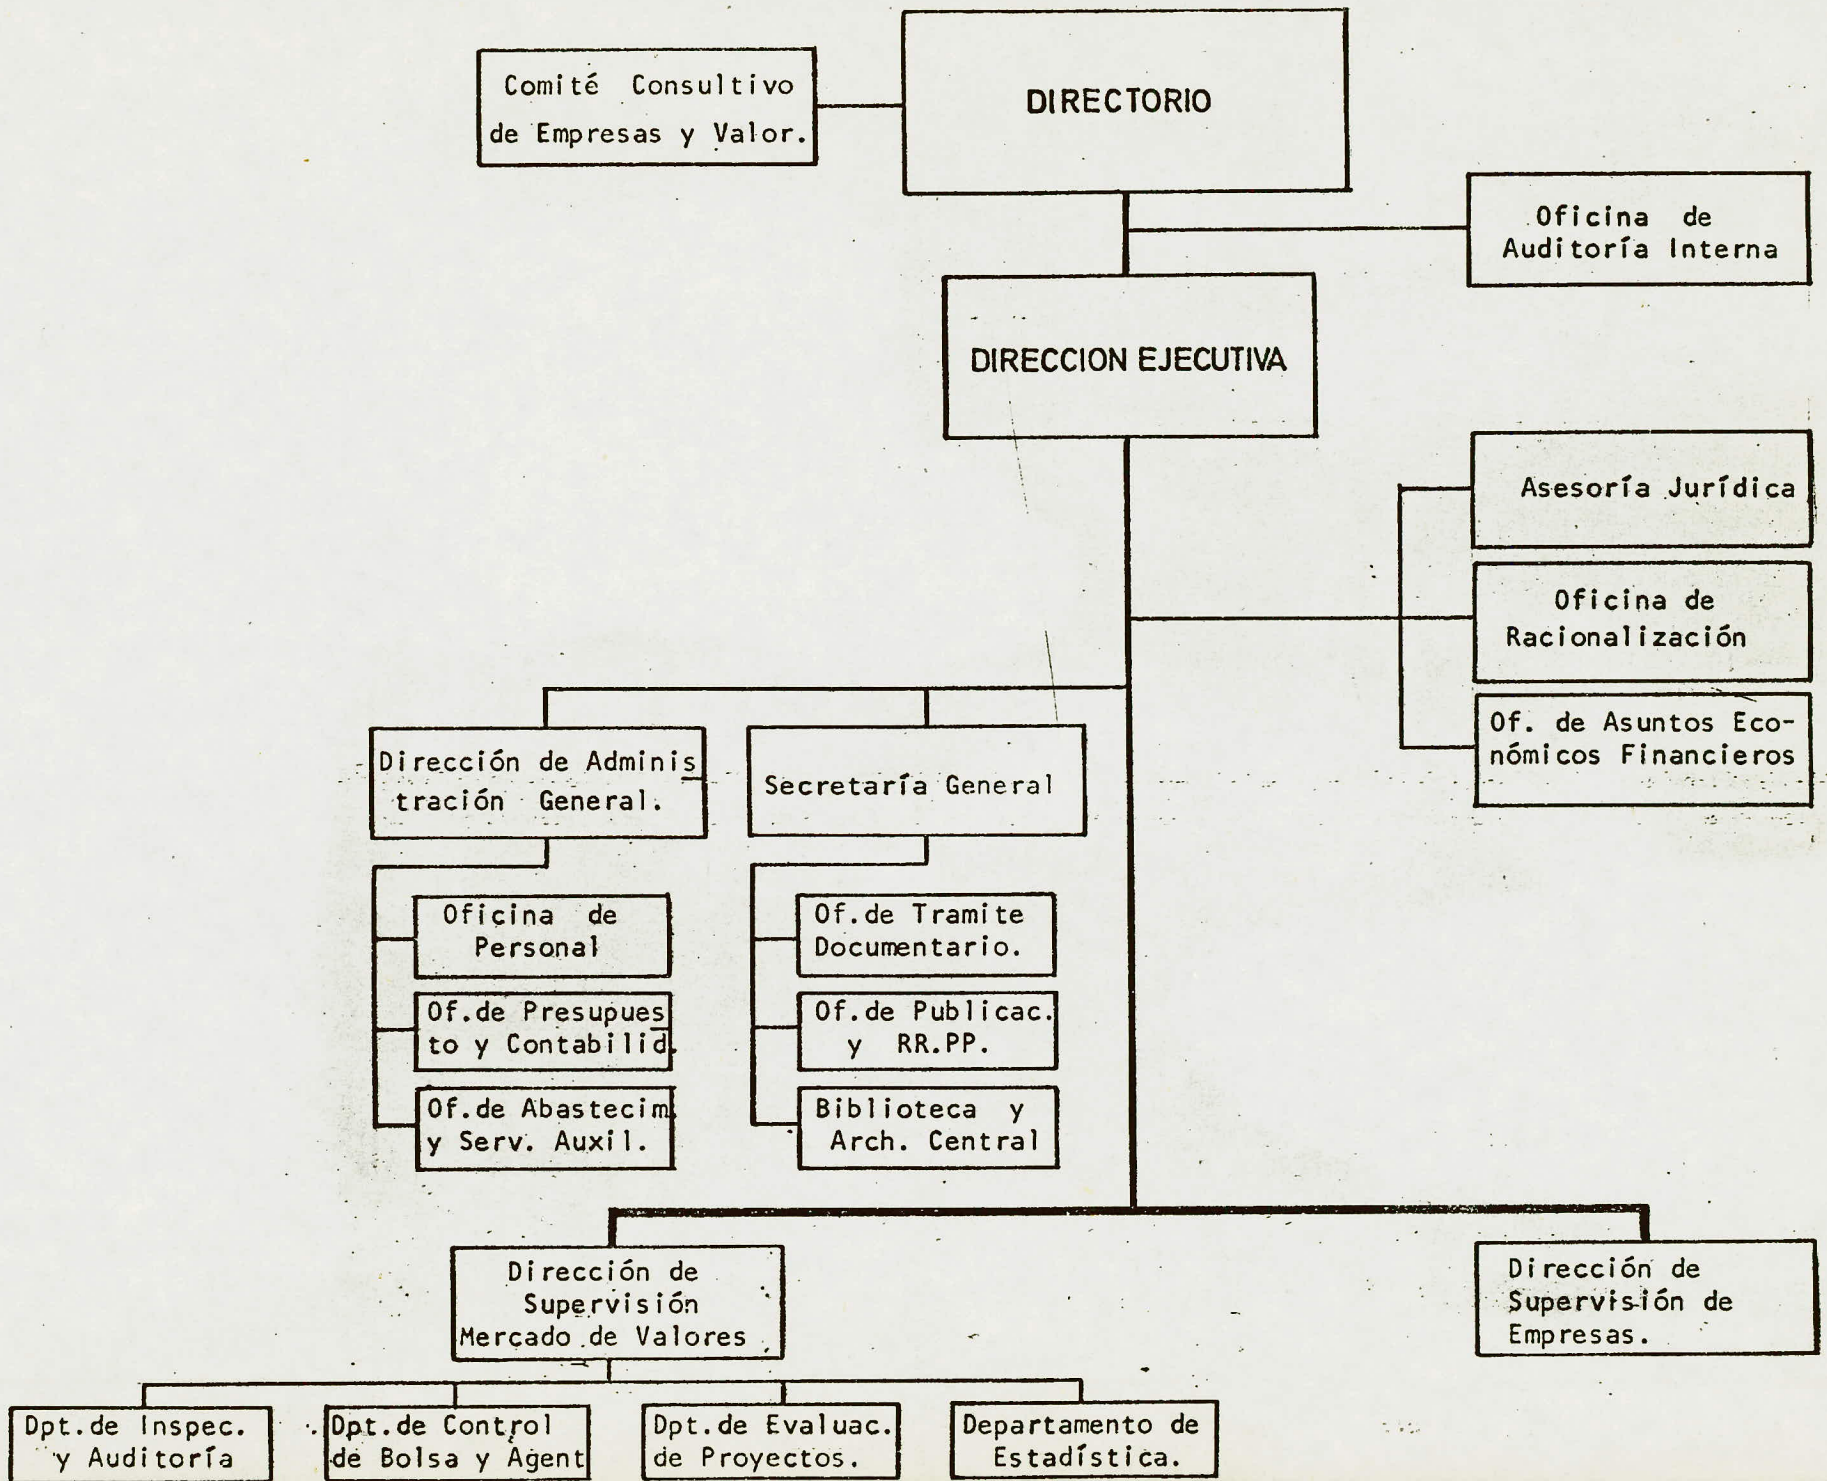 Comité Consultivo
de Empresas y Valor.
DIRECTORIO
Oficina de
Auditoría Interna
DIRECCION EJECUTIVA
Asesoría Jurídica
Oficina de
Racionalización
Of. de Asuntos Eco-
nómicos Financieros
Dirección de Adminis
tración General.
Secretaría General
Oficina de
Personal
Of.de Presupues
to y Contabilid.
Of.de Abastecim.
y Serv. Auxil.
Of.de Tramite
Documentario.
Of.de Publicac.
y RR.PP.
Biblioteca y
Arch. Central
Dirección de
Supervisión
Mercado de Valores
Dirección de
Supervisión de
Empresas.
Dpt.de Inspec.
y Auditoría
Dpt.de Control
de Bolsa y Agent
Dpt.de Evaluac.
de Proyectos.
Departamento de
Estadística.